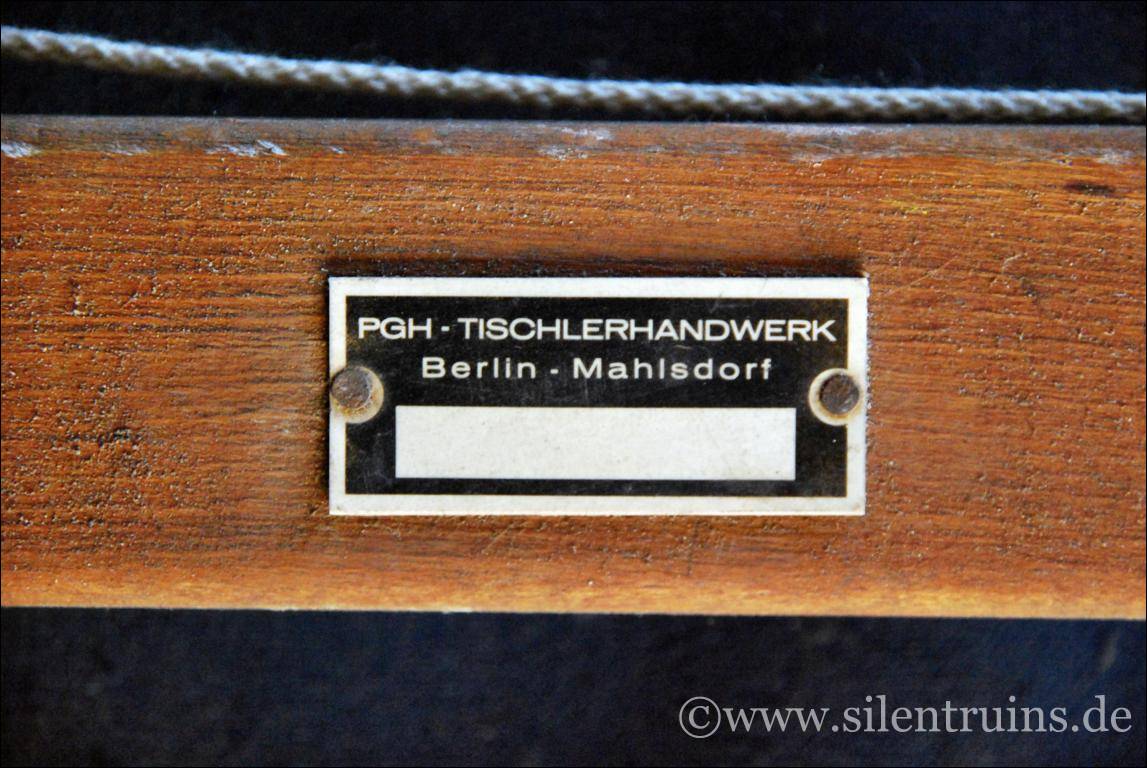 PGH - TISCHLERHANDWERK
Berlin - Mahlsdorf
©www.silentruins.de